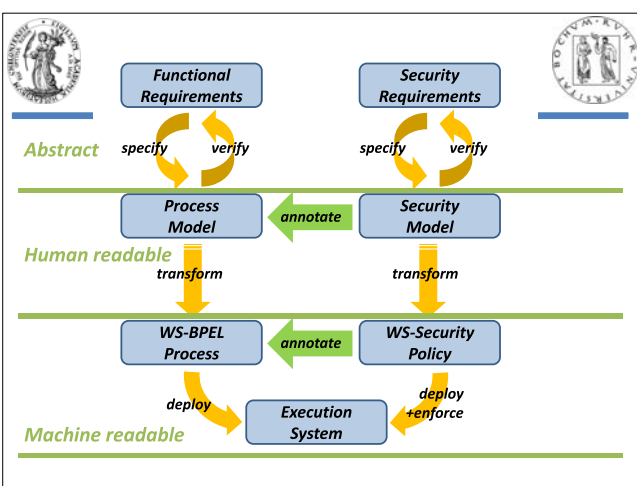 Functional
Requirements
Security
Requirements
Abstract
specify
verify
specify
verify
Process
Model
annotate
Security
Model
Human readable
transform
transform
WS-BPEL
Process
annotate
WS-Security
Policy
deploy
deploy
+enforce
Execution
System
Machine readable